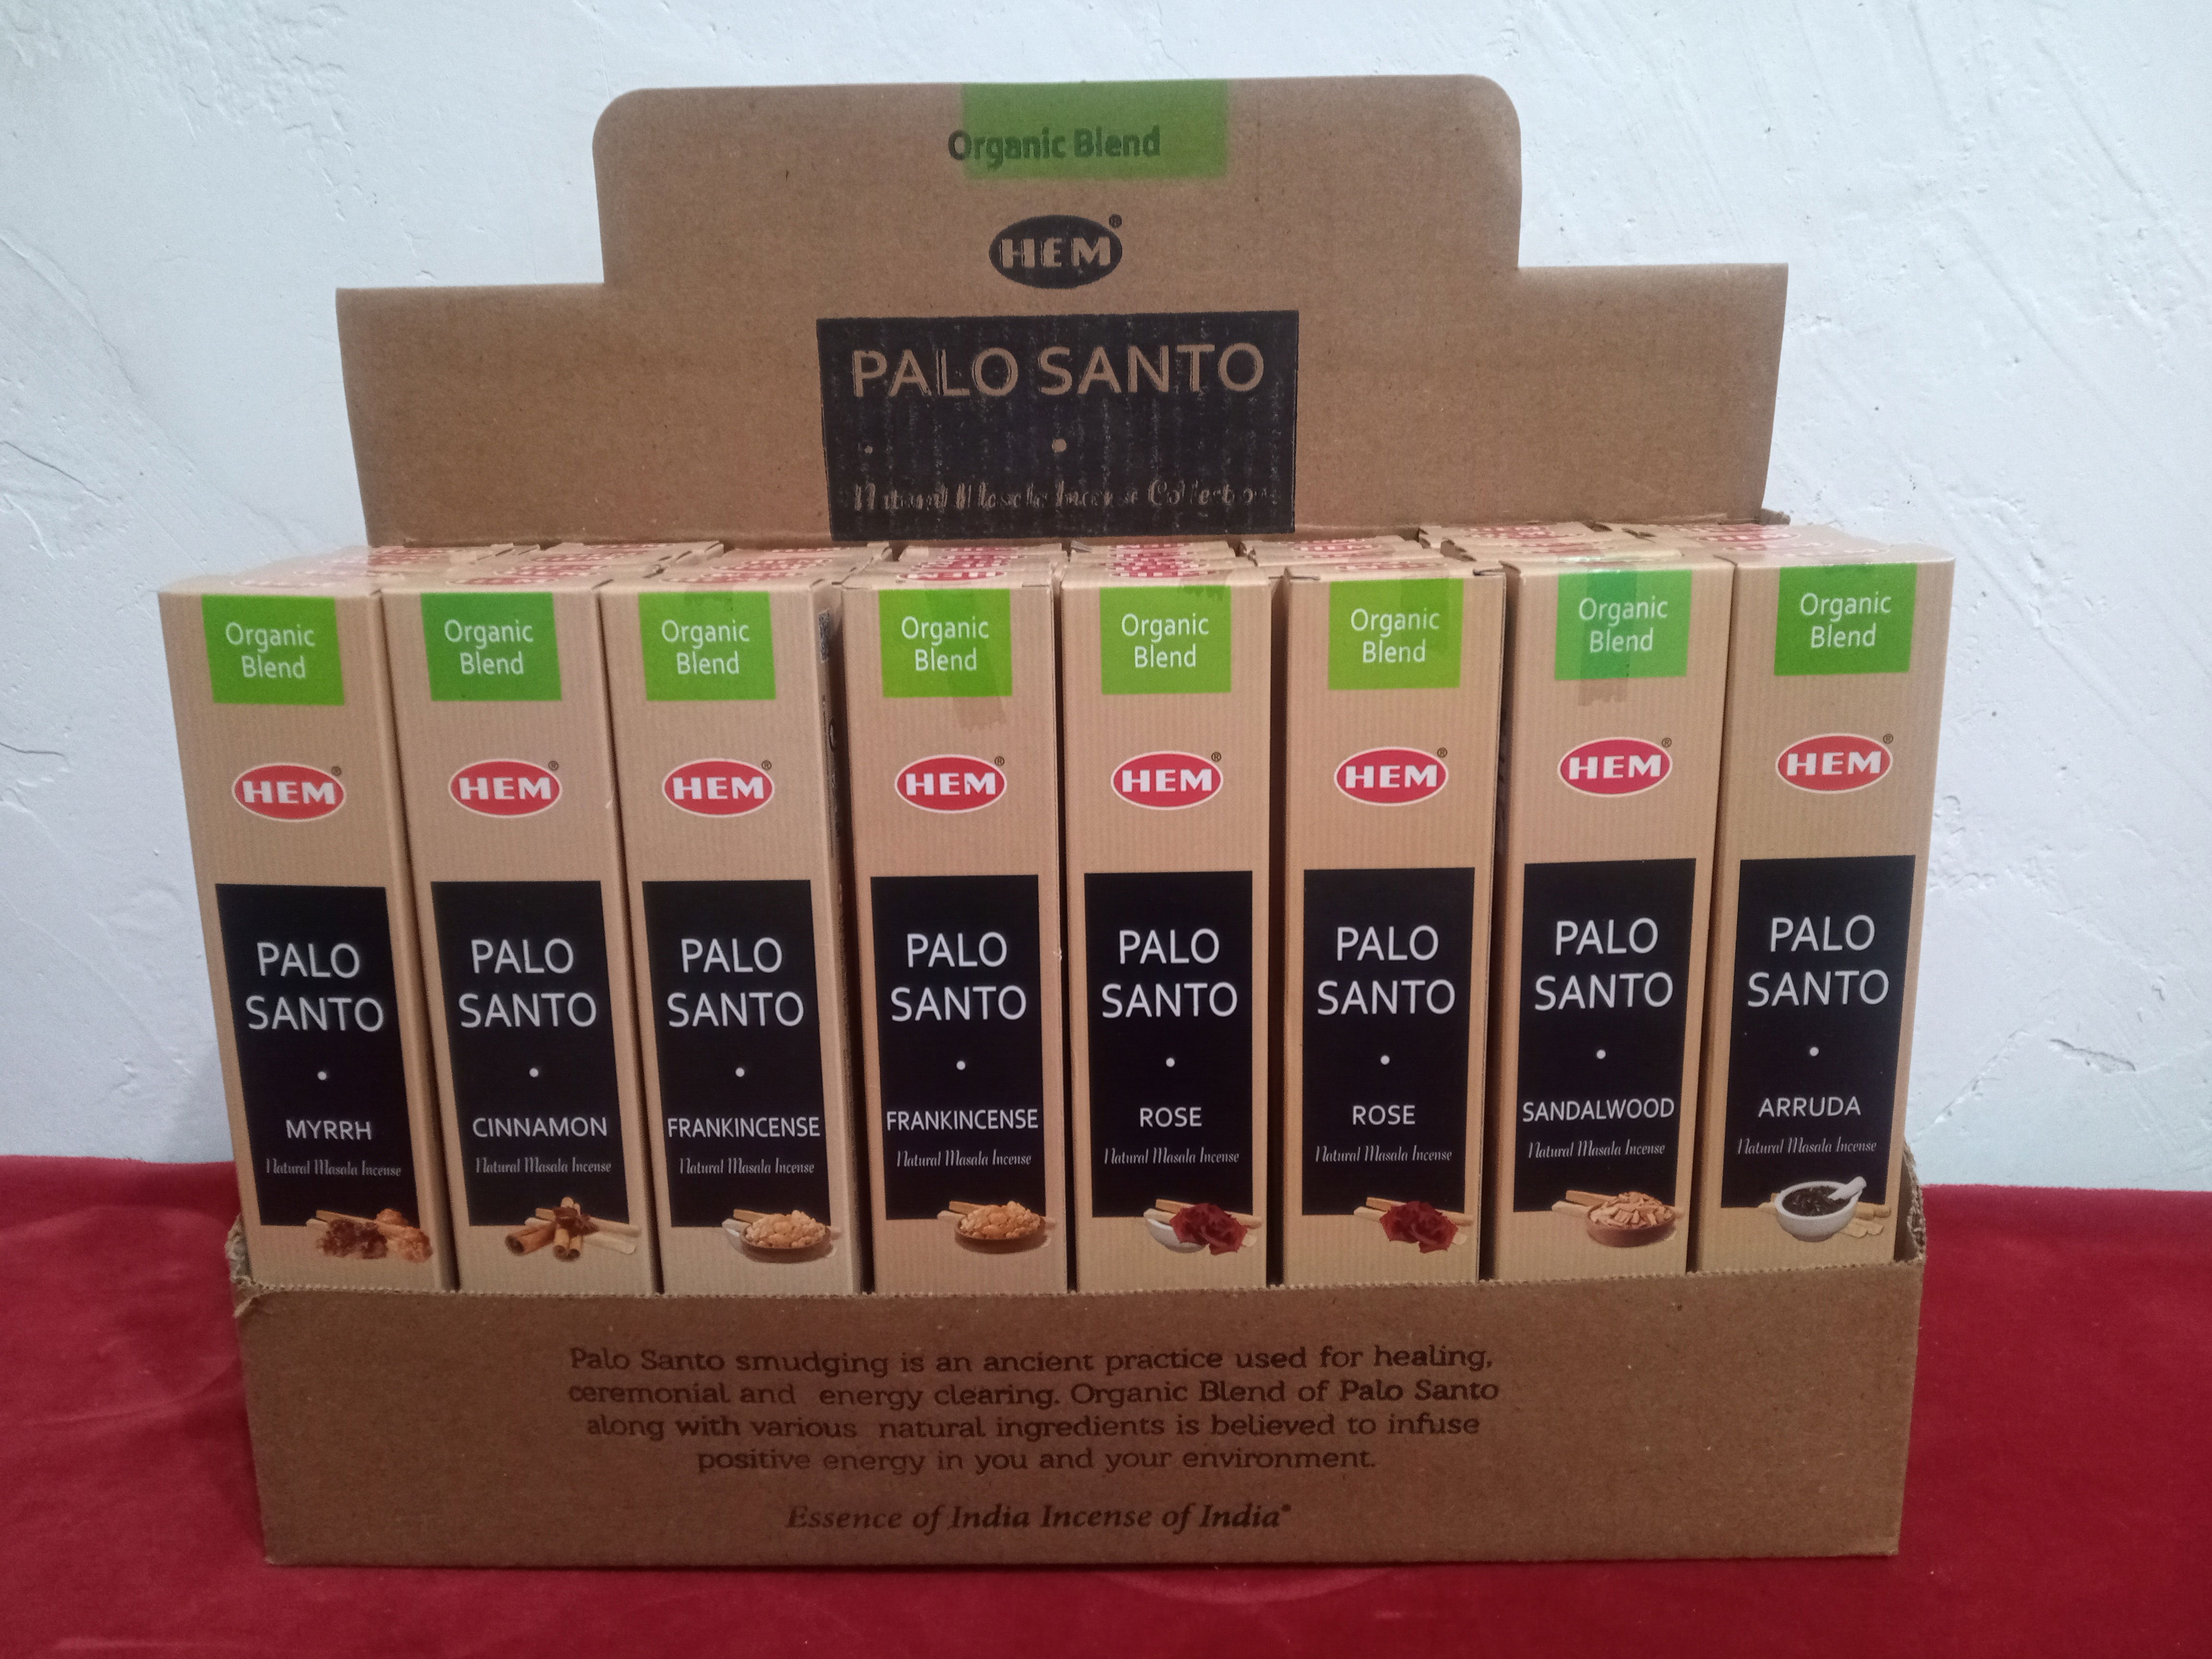 Organic Blend
HEM®
PALO SANTO
Natural Masala Incense Collection
Organic
Blend
HEM®
PALO
SANTO
MYRRH
Natural Masala Incense
Organic
Blend
HEM®
PALO
SANTO
CINNAMON
Natural Masala Incense
Organic
Blend
HEM®
PALO
SANTO
FRANKINCENSE
Natural Masala Incense
Organic
Blend
HEM®
PALO
SANTO
FRANKINCENSE
Natural Masala Incense
Organic
Blend
HEM®
PALO
SANTO
ROSE
Natural Masala Incense
Organic
Blend
HEM®
PALO
SANTO
ROSE
Natural Masala Incense
Organic
Blend
HEM®
PALO
SANTO
SANDALWOOD
Natural Masala Incense
Organic
Blend
HEM®
PALO
SANTO
ARRUDA
Natural Masala Incense
Palo Santo smudging is an ancient practice used for healing,
ceremonial and energy clearing. Organic Blend of Palo Santo
along with various natural ingredients is believed to infuse
positive energy in you and your environment.
Essence of India Incense of India®